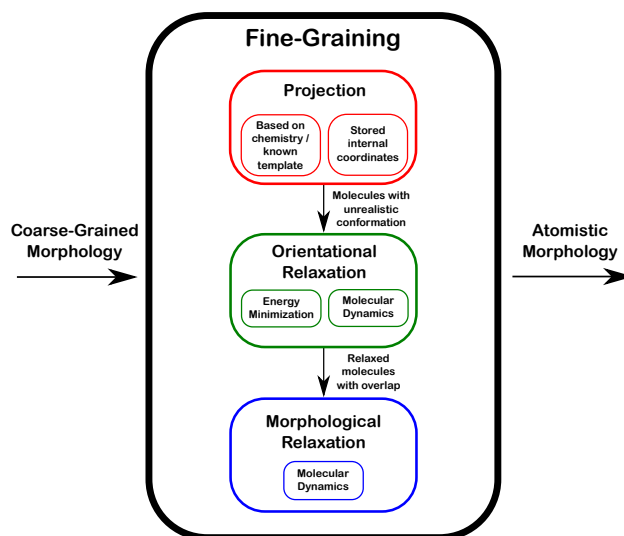 Fine-Graining
Projection
Based on
chemistry /
known
template
Stored
internal
coordinates
Molecules with
unrealistic
conformation
Coarse-Grained
Morphology
Atomistic
Morphology
Orientational
Relaxation
Energy
Minimization
Molecular
Dynamics
Relaxed
molecules
with overlap
Morphological
Relaxation
Molecular
Dynamics